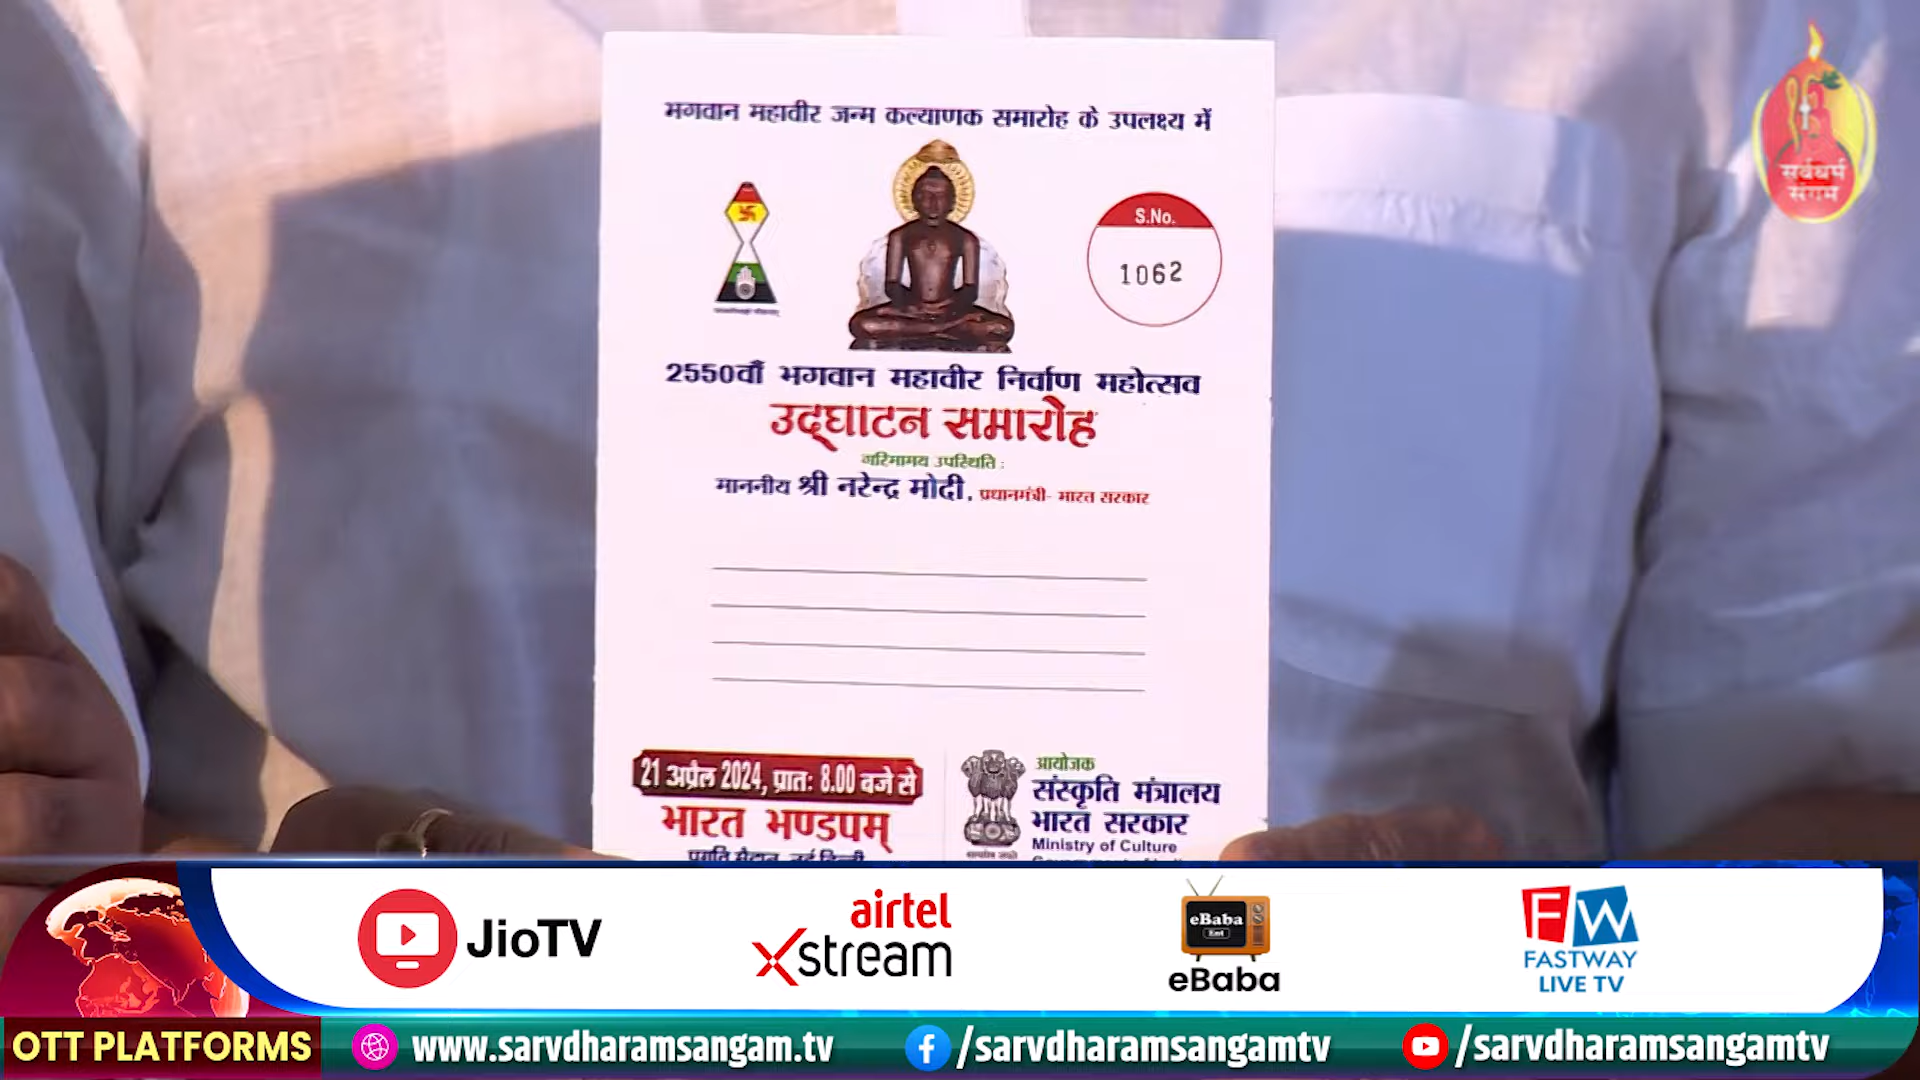 भगवान महावीर जन्म कल्याणक समारोह के उपलक्ष्य में
सर्वधर्म
संगम
S.No.
1062
2550वाँ भगवान महावीर निर्वाण महोत्सव
उद्घाटन समारोह
गरिमामय उपस्थिति :
माननीय श्री नरेन्द्र मोदी, प्रधानमंत्री- भारत सरकार
21 अप्रैल 2024, प्रातः 8.00 बजे से
भारत भण्डपम्
आयोजक
संस्कृति मंत्रालय
भारत सरकार
Ministry of Culture
JioTV
airtel
Xstream
eBaba
Ent
eBaba
FW
FASTWAY
LIVE TV
OTT PLATFORMS
www.sarvdharamsangam.tv
/sarvdharamsangamtv
/sarvdharamsangamtv